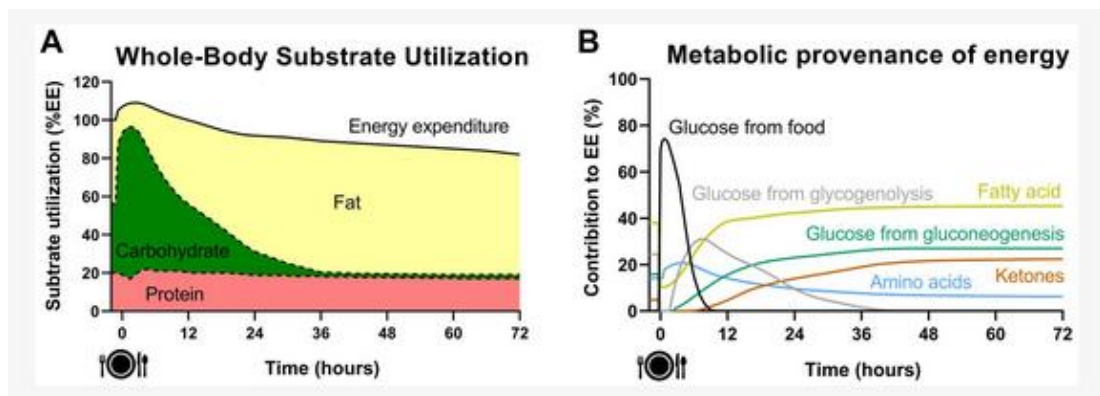 A
Whole-Body Substrate Utilization
Substrate utilization (%EE)
120
100
80
60
40
20
0
Energy expenditure
Fat
Carbohydrate
Protein
0 12 24 36 48 60 72
Time (hours)
B
Metabolic provenance of energy
Contribition to EE (%)
100
80
60
40
20
0
Glucose from food
Glucose from glycogenolysis
Fatty acid
Glucose from gluconeogenesis
Ketones
Amino acids
0 12 24 36 48 60 72
Time (hours)